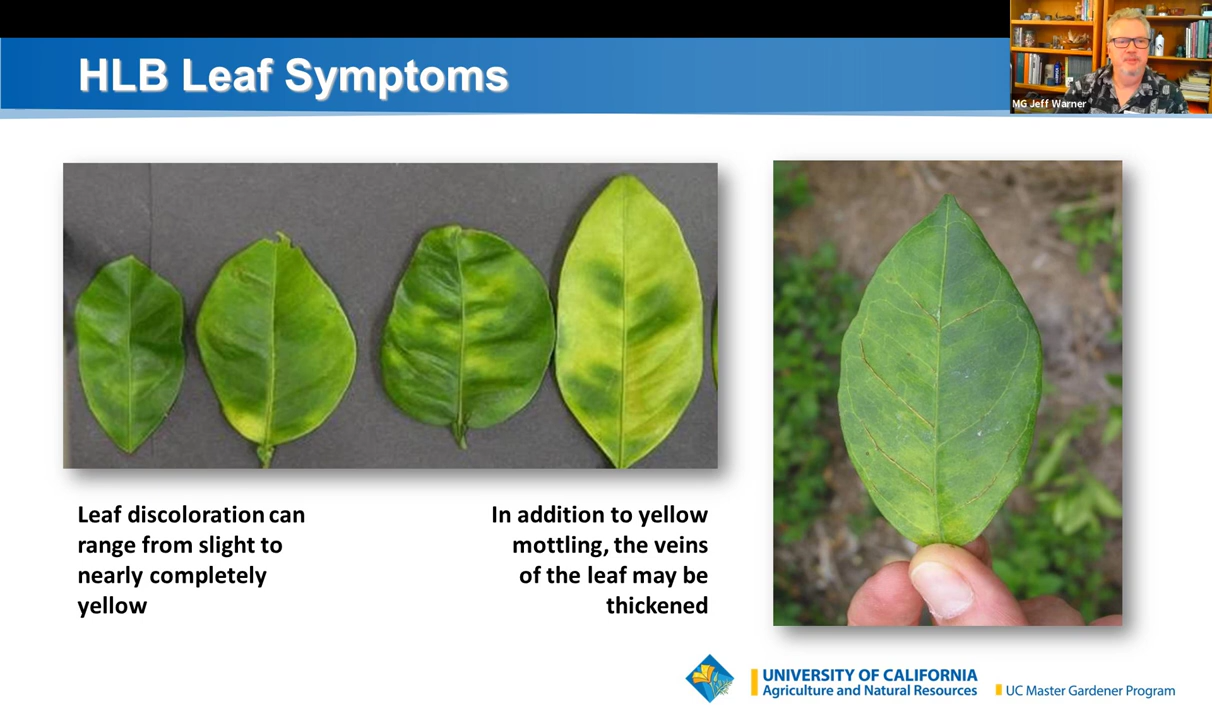 HLB Leaf Symptoms
MG Jeff Warner
Leaf discoloration can
range from slight to
nearly completely
yellow
In addition to yellow
mottling, the veins
of the leaf may be
thickened
UNIVERSITY OF CALIFORNIA
Agriculture and Natural Resources
UC Master Gardener Program